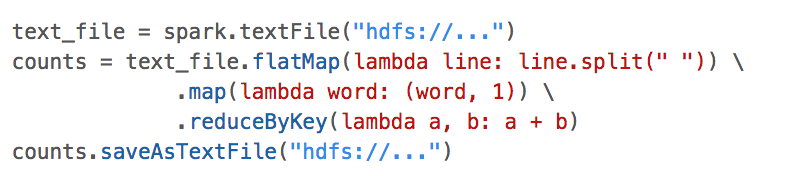 text_file = spark.textFile("hdfs://...")
counts = text_file.flatMap(lambda line: line.split(" ")) \
             .map(lambda word: (word, 1)) \
             .reduceByKey(lambda a, b: a + b)
counts.saveAsTextFile("hdfs://...")